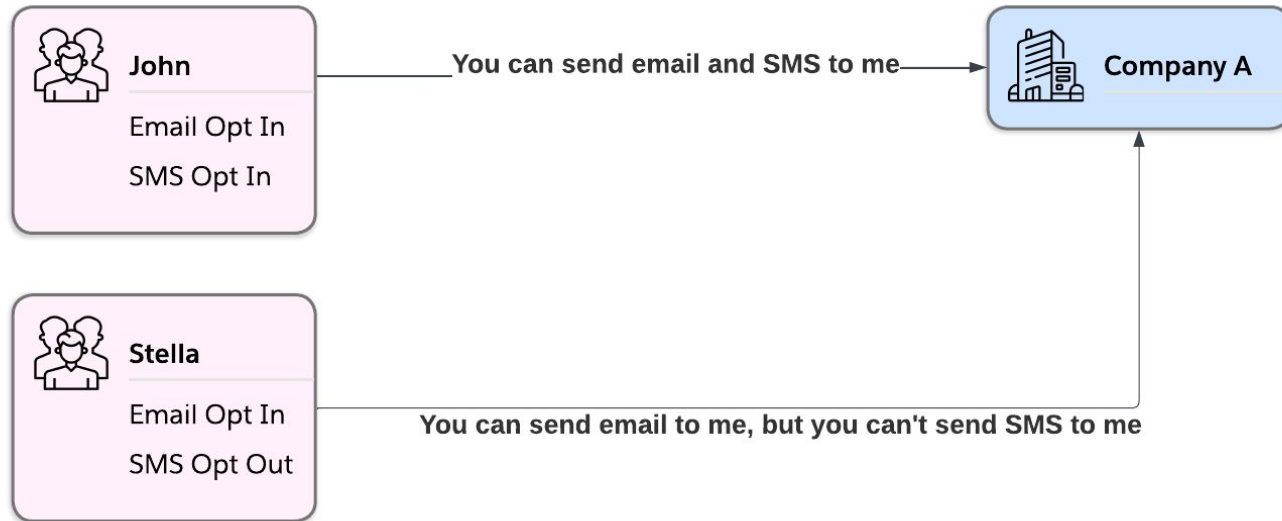 John
Email Opt In
SMS Opt In
You can send email and SMS to me
Company A
Stella
Email Opt In
SMS Opt Out
You can send email to me, but you can't send SMS to me